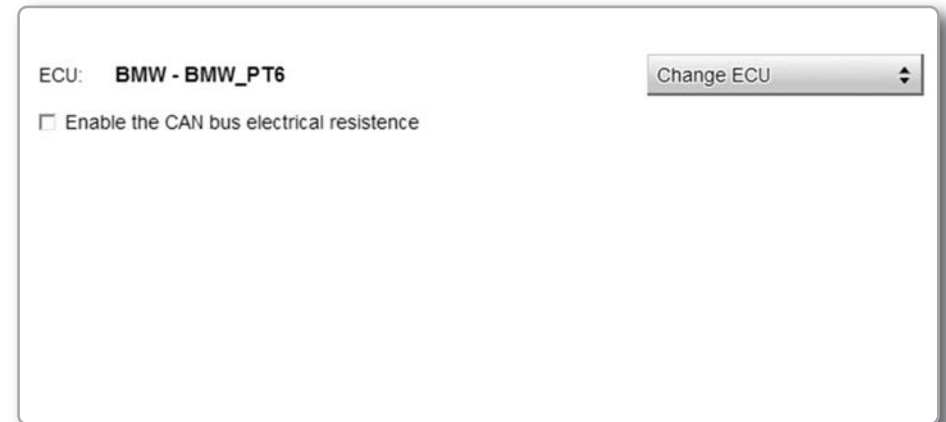 ECU: BMW - BMW_PT6 Change ECU
Enable the CAN bus electrical resistence